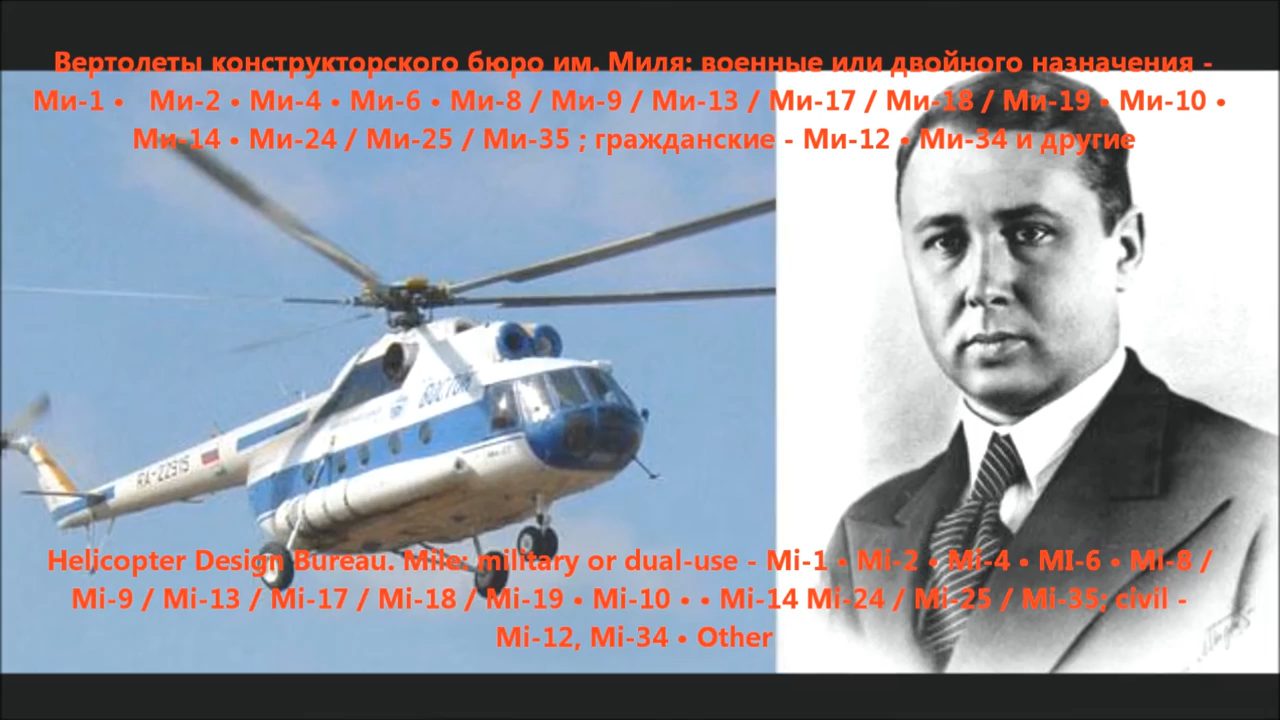 Вертолеты конструкторского бюро им. Миля: военные или двойного назначения -
Ми-1 • Ми-2 • Ми-4 • Ми-6 • Ми-8 / Ми-9 / Ми-13 / Ми-17 / Ми-18 / Ми-19 • Ми-10 •
Ми-14 • Ми-24 / Ми-25 / Ми-35 ; гражданские - Ми-12 • Ми-34 и другие
ВОСТОК
RA-22515
Helicopter Design Bureau. Mile: military or dual-use - Mi-1 • Mi-2 • Mi-4 • MI-6 • Mi-8 /
Mi-9 / Mi-13 / Mi-17 / Mi-18 / Mi-19 • Mi-10 • • Mi-14 Mi-24 / Mi-25 / Mi-35; civil -
Mi-12, Mi-34 • Other